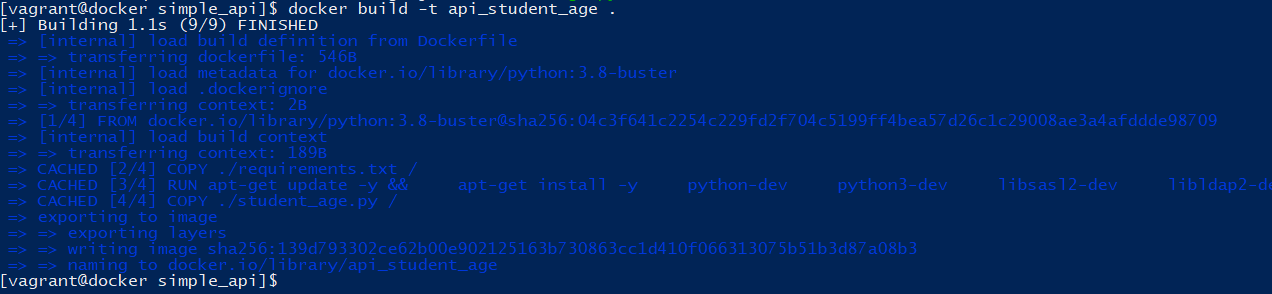 [vagrant@docker simple_api]$ docker build -t api_student_age .
[+] Building 1.1s (9/9) FINISHED
=> [internal] load build definition from Dockerfile
=> => transferring dockerfile: 546B
=> [internal] load metadata for docker.io/library/python:3.8-buster
=> [internal] load .dockerignore
=> => transferring context: 2B
=> [1/4] FROM docker.io/library/python:3.8-buster@sha256:04c3f641c2254c229fd2f704c5199ff4bea57d26c1c29008ae3a4afddde98709
=> [internal] load build context
=> => transferring context: 189B
=> CACHED [2/4] COPY ./requirements.txt /
=> CACHED [3/4] RUN apt-get update -y &&     apt-get install -y     python-dev     python3-dev     libsasl2-dev     libldap2-de
=> CACHED [4/4] COPY ./student_age.py /
=> exporting to image
=> => exporting layers
=> => writing image sha256:139d793302ce62b00e902125163b730863cc1d410f066313075b51b3d87a08b3
=> => naming to docker.io/library/api_student_age
[vagrant@docker simple_api]$